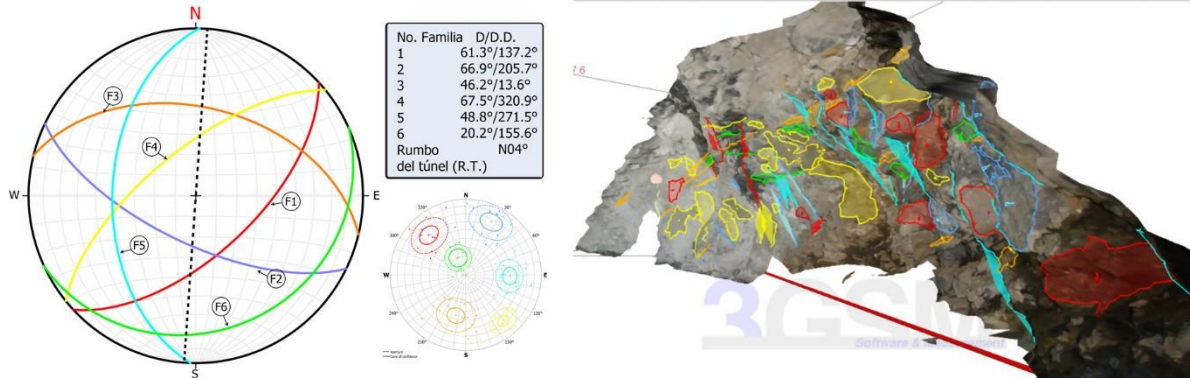 N
W
E
S
F3
F4
F1
F5
F2
F6
No. Familia D/D.D.
1 61.3°/137.2°
2 66.9°/205.7°
3 46.2°/13.6°
4 67.5°/320.9°
5 48.8°/271.5°
6 20.2°/155.6°
Rumbo N04°
del túnel (R.T.)
N
W
E
S
7.6
3GSM